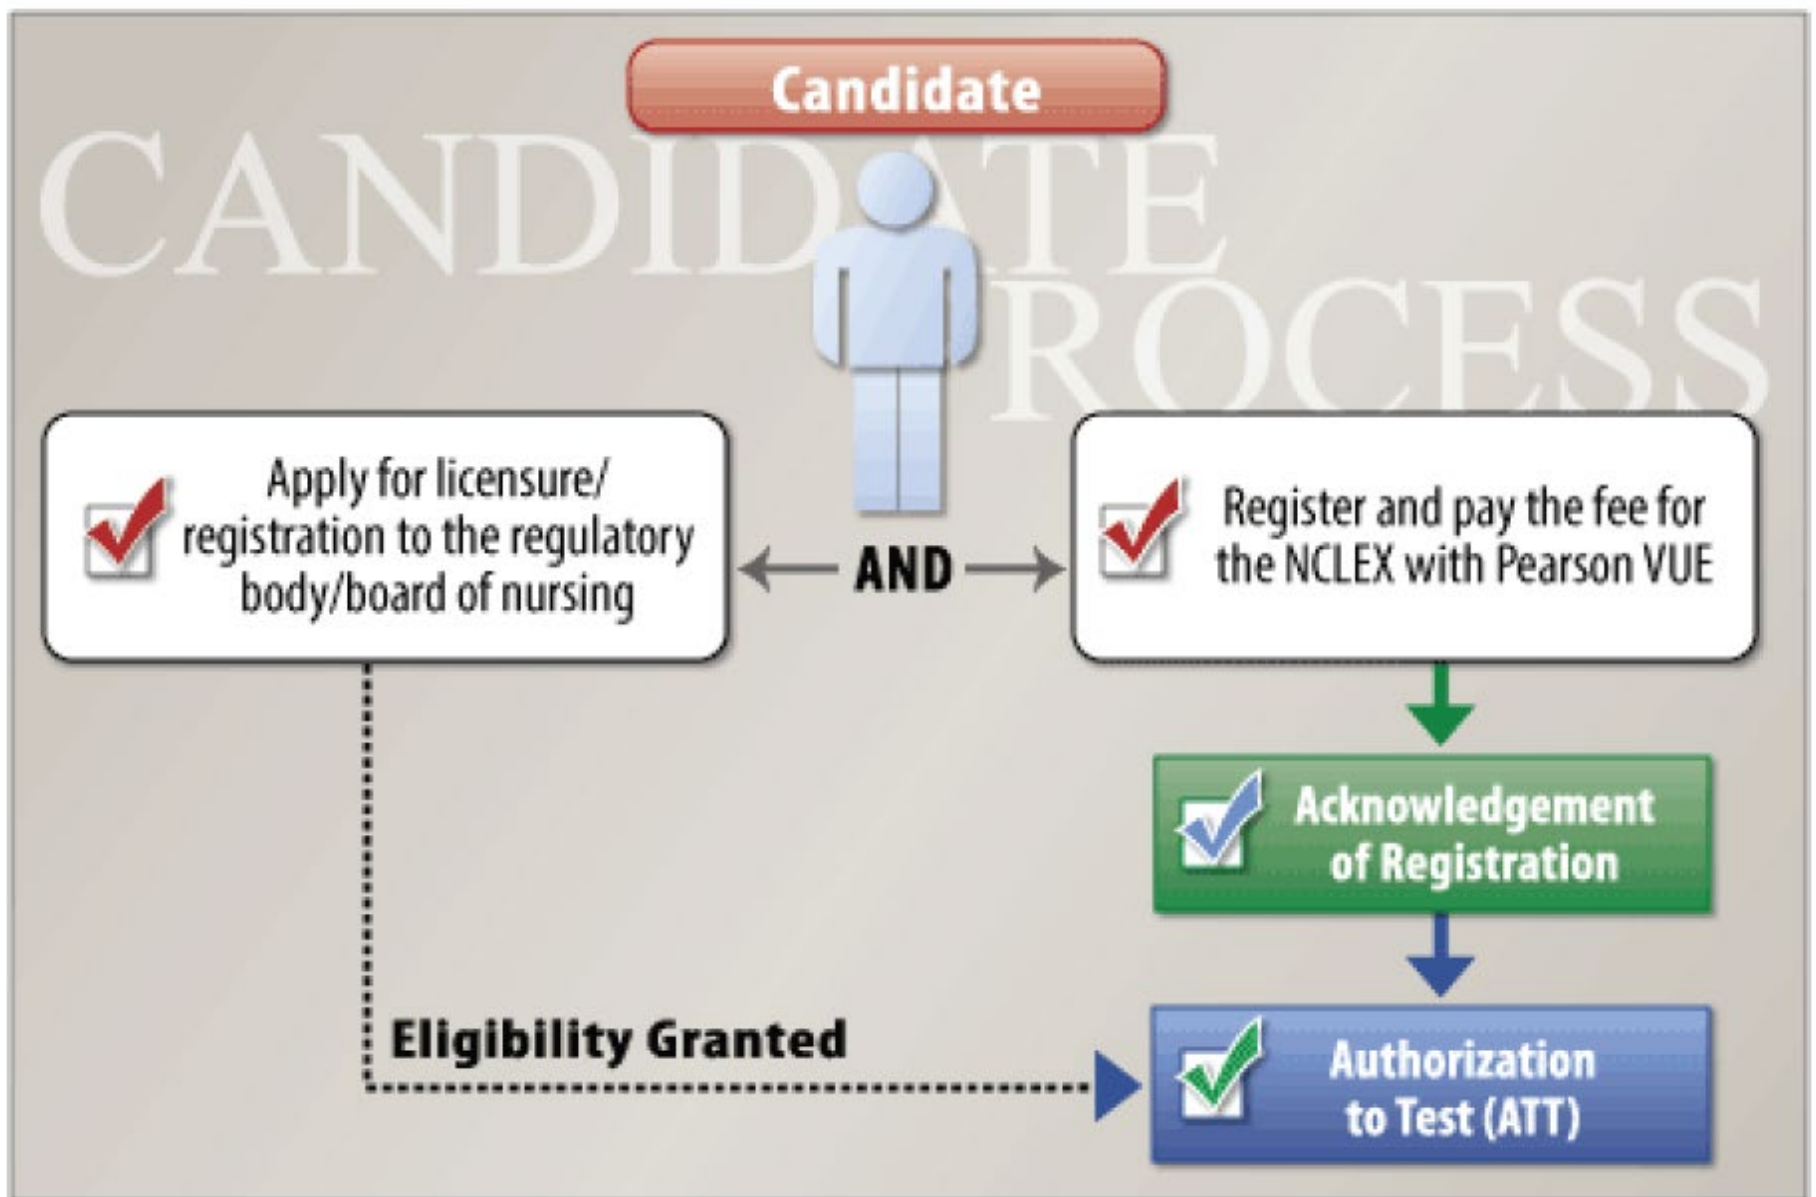 Candidate
CANDIDATE
ROCESS
Apply for licensure/
registration to the regulatory
body/board of nursing
AND
Register and pay the fee for
the NCLEX with Pearson VUE
Acknowledgement
of Registration
Eligibility Granted
Authorization
to Test (ATT)